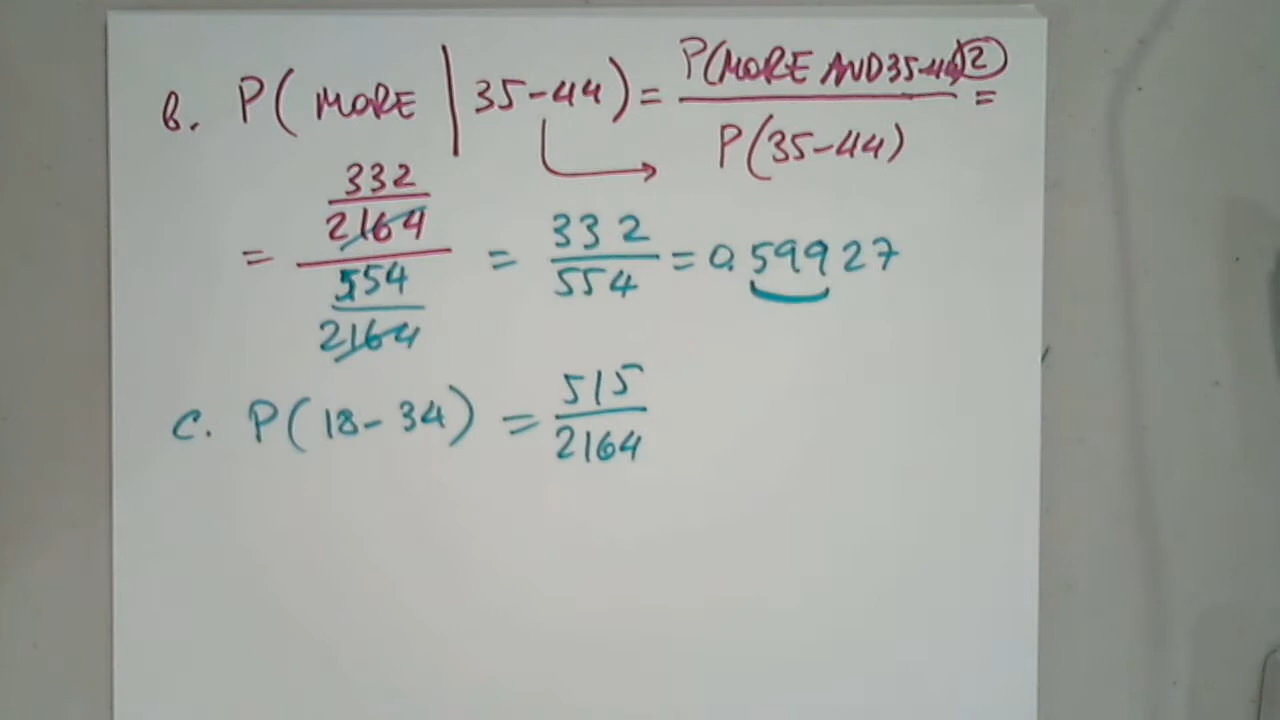 B. P(MORE | 35-44) = P(MORE AND 35-44) ② / P(35-44) =
= 332/2164 / 554/2164 = 332/554 = 0.59927
C. P(18-34) = 515/2164